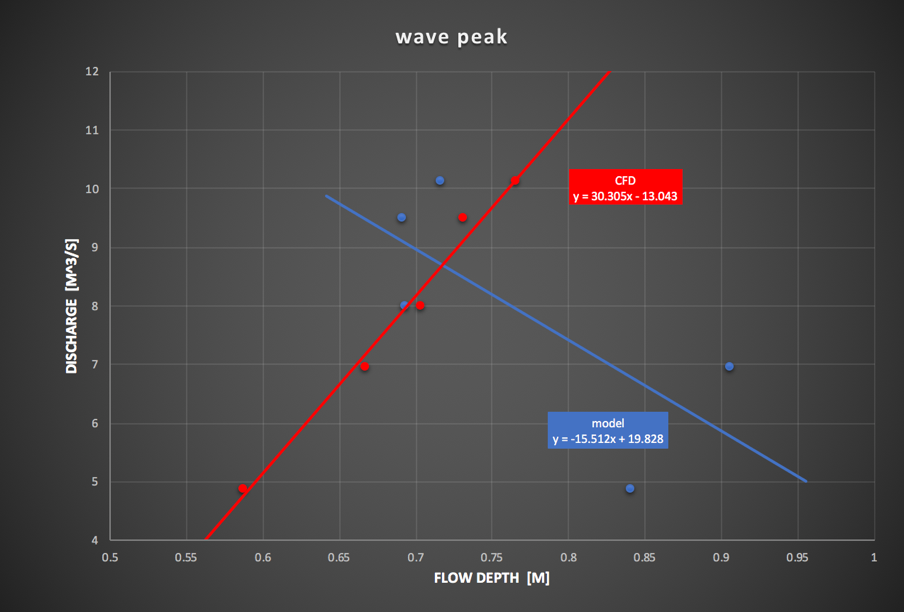 wave peak
12
11
10
9
8
7
6
5
4
DISCHARGE [M^3/S]
CFD
y = 30.305x - 13.043
model
y = -15.512x + 19.828
0.5 0.55 0.6 0.65 0.7 0.75 0.8 0.85 0.9 0.95 1
FLOW DEPTH [M]